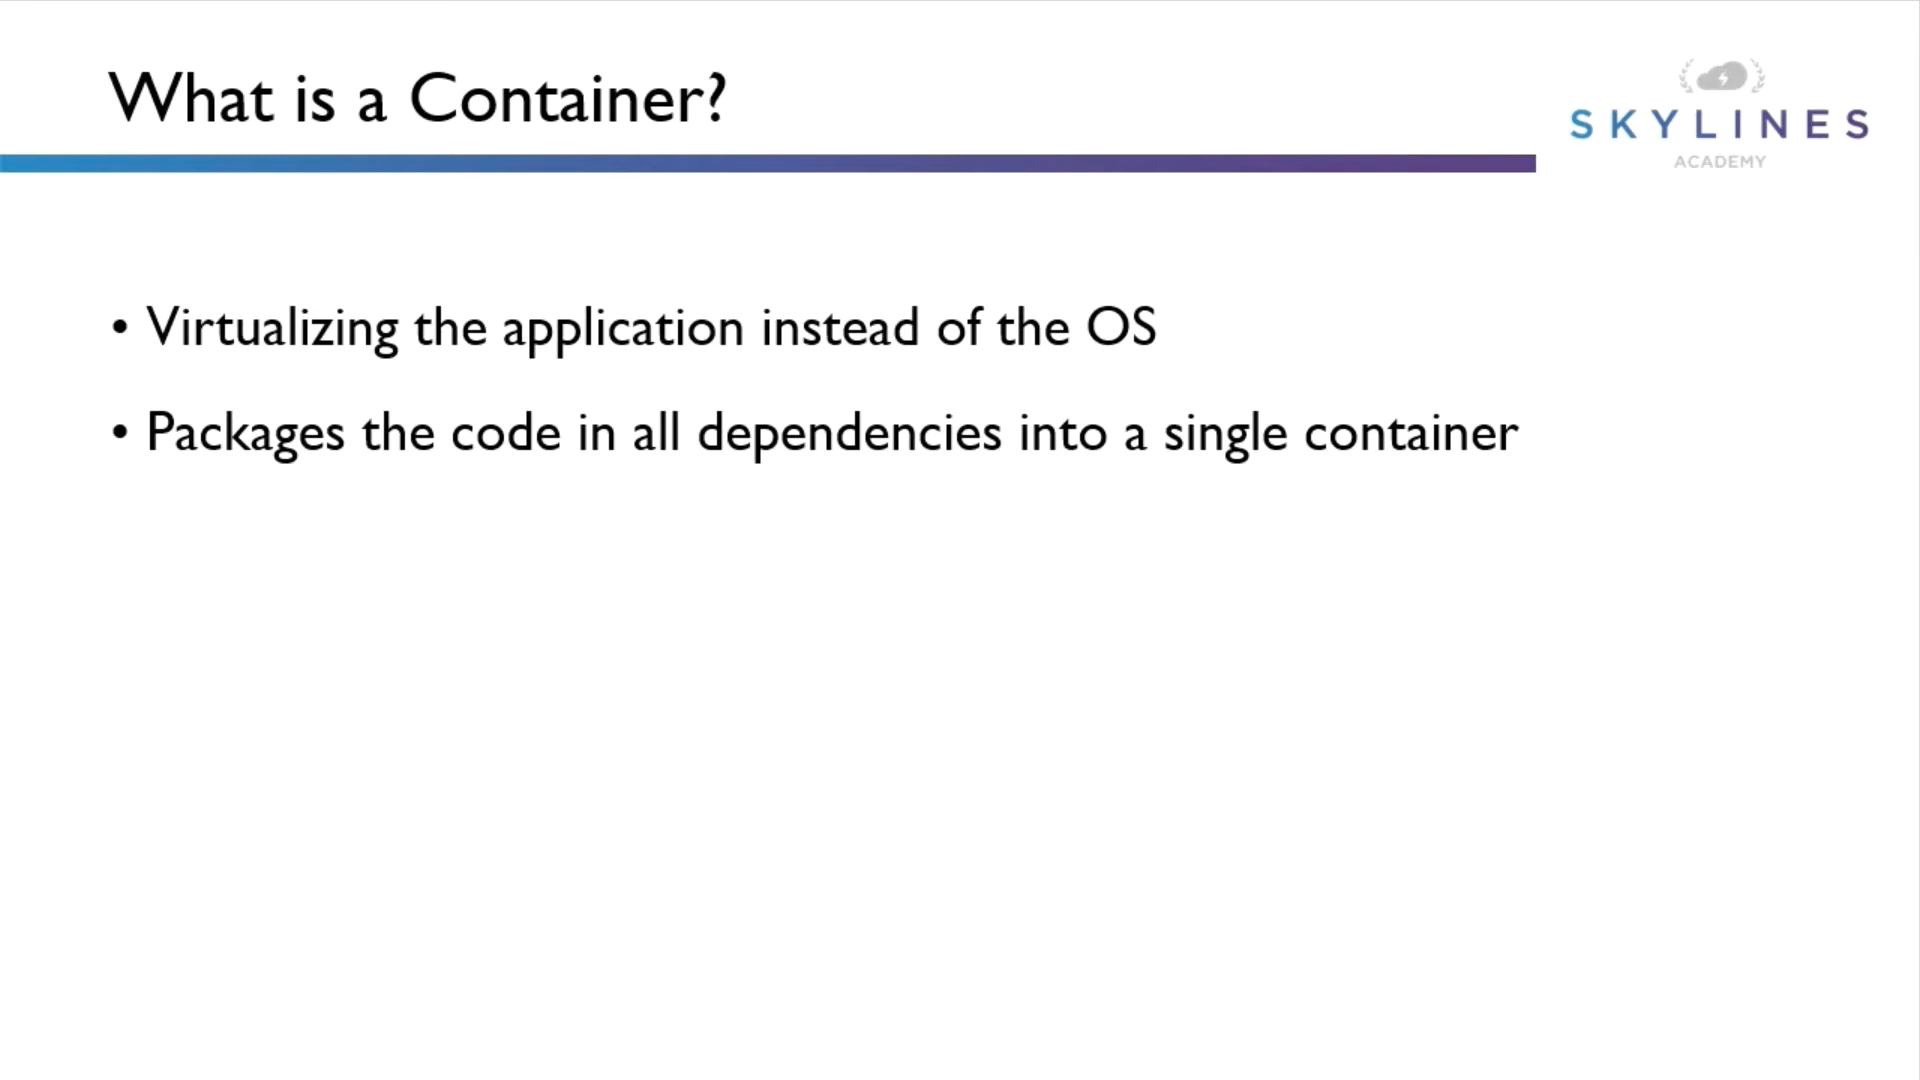 What is a Container?
SKYLINES
ACADEMY
• Virtualizing the application instead of the OS
• Packages the code in all dependencies into a single container